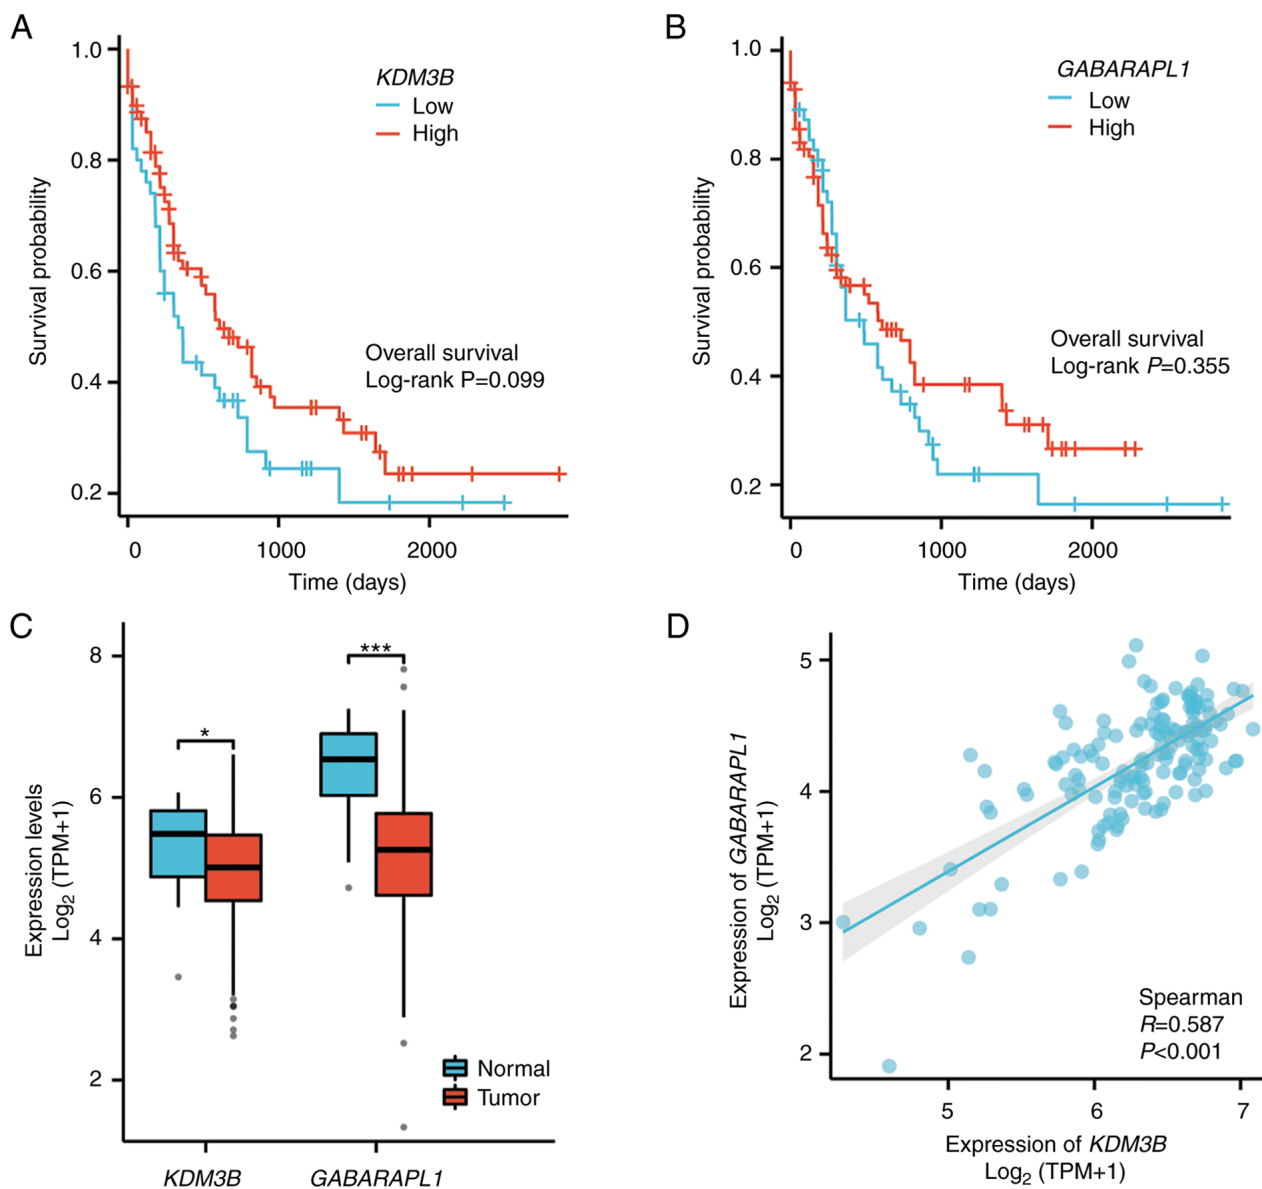 A
KDM3B
Low
High
Overall survival
Log-rank P=0.099
Survival probability
1.0
0.8
0.6
0.4
0.2
0
1000
2000
Time (days)
B
GABARAPL1
Low
High
Overall survival
Log-rank P=0.355
Survival probability
1.0
0.8
0.6
0.4
0.2
0
1000
2000
Time (days)
C
Expression levels
Log₂ (TPM+1)
8
6
4
2
*
***
Normal
Tumor
KDM3B
GABARAPL1
D
Expression of GABARAPL1
Log₂ (TPM+1)
5
4
3
2
Spearman
R=0.587
P<0.001
5
6
7
Expression of KDM3B
Log₂ (TPM+1)